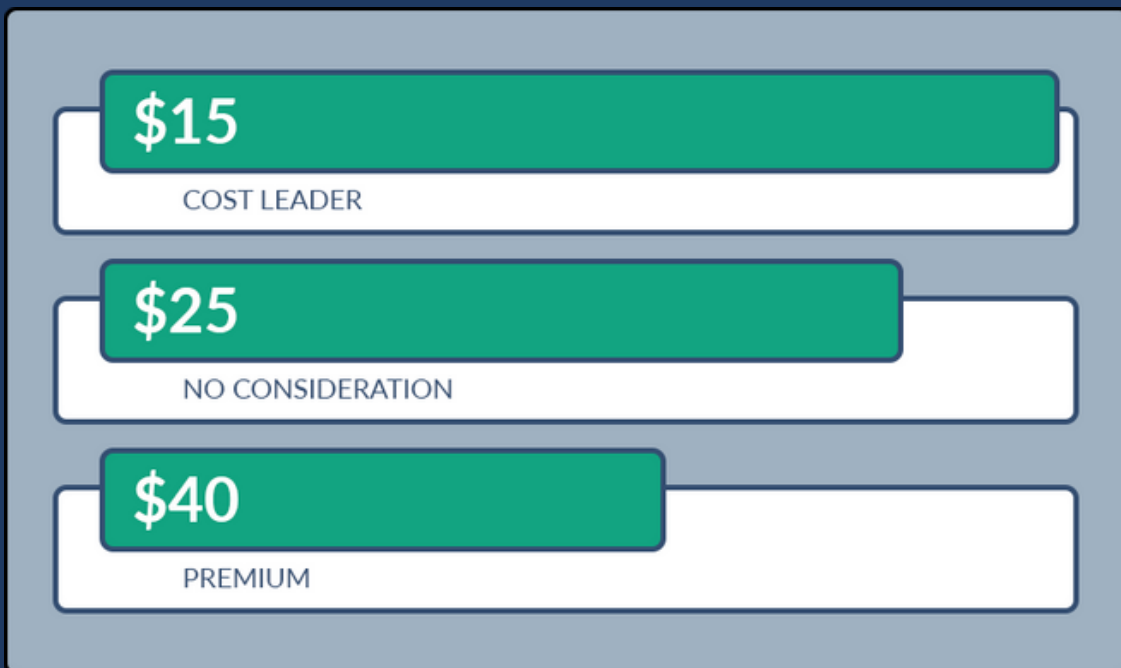 $15
COST LEADER
$25
NO CONSIDERATION
$40
PREMIUM